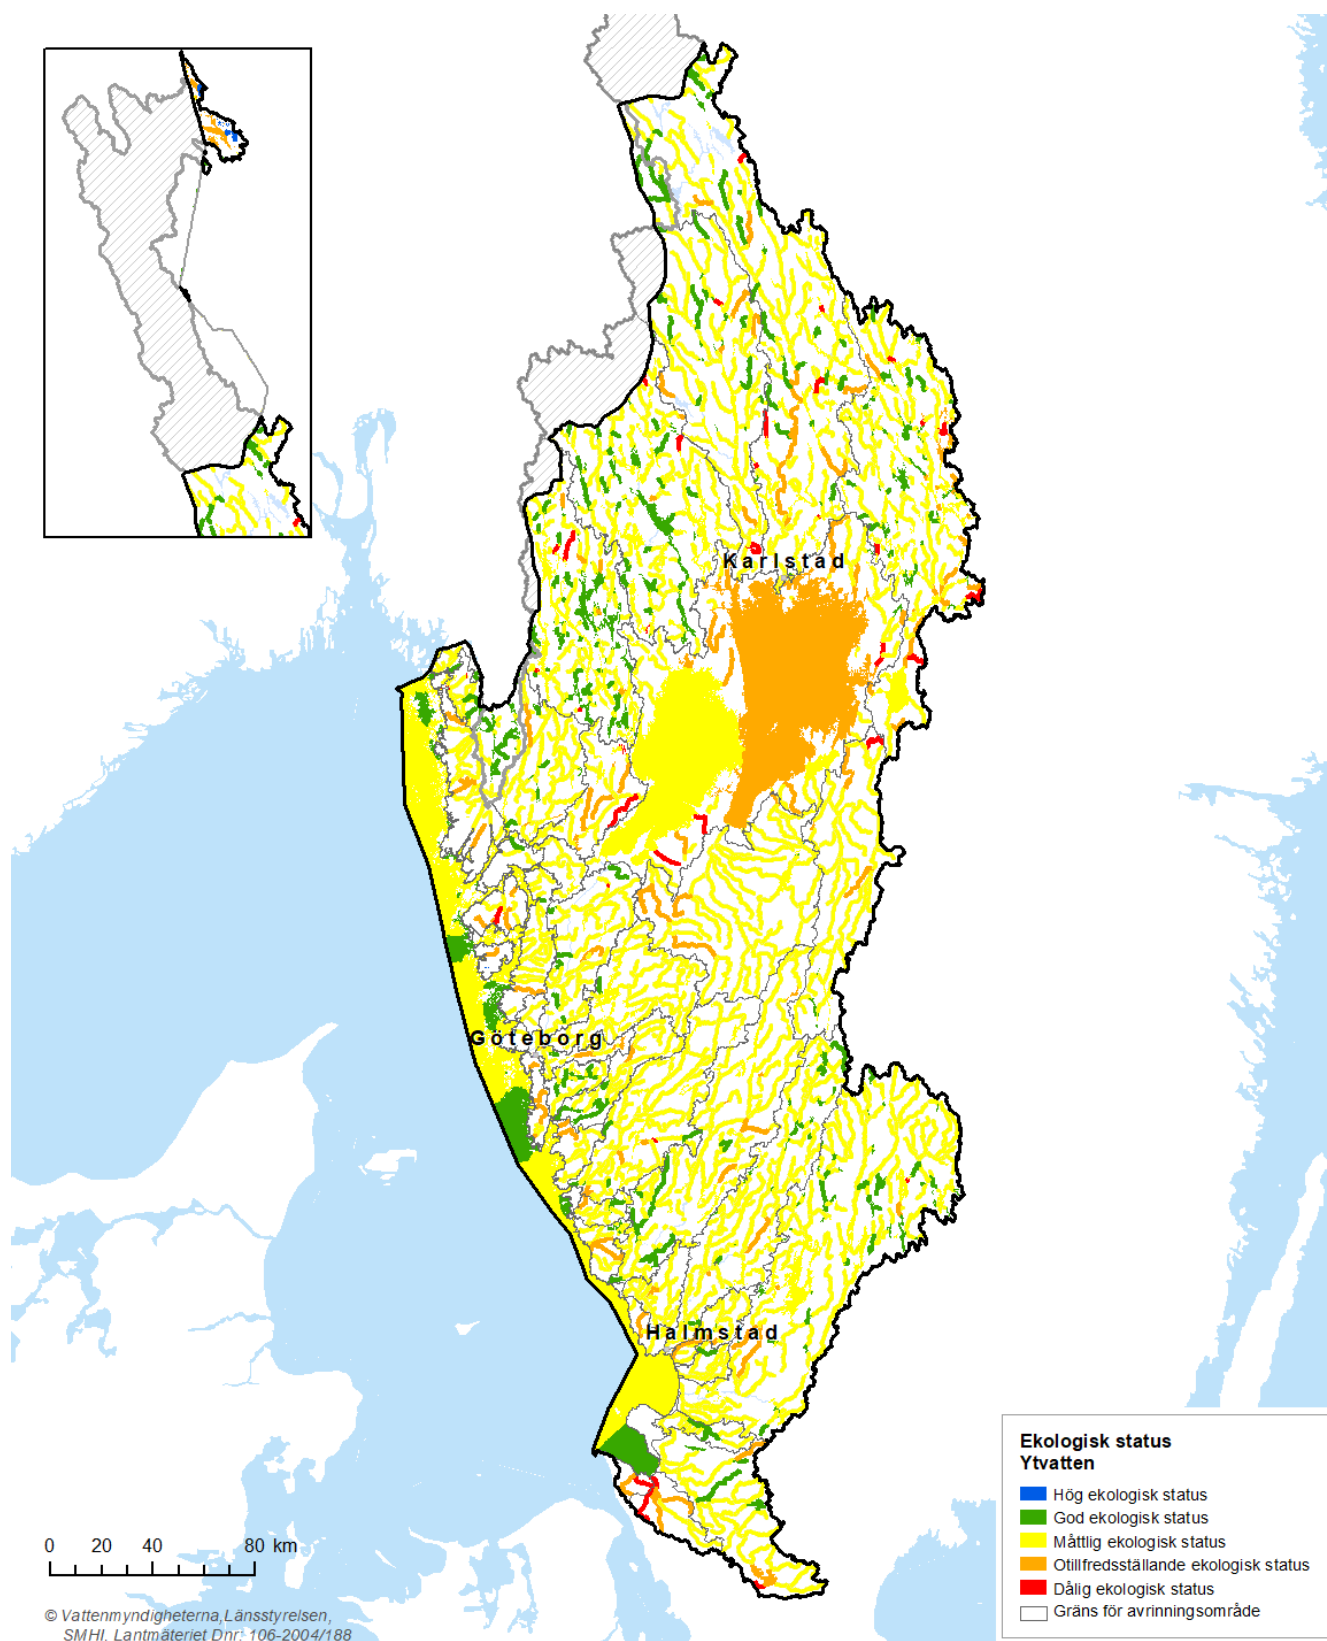 Karlstad
Göteborg
Halmstad
Ekologisk status
Ytvatten
Hög ekologisk status
God ekologisk status
Måttlig ekologisk status
Otillfredsställande ekologisk status
Dålig ekologisk status
Gräns för avrinningsområde
0 20 40 80 km
© Vattenmyndigheterna,Länsstyrelsen,
SMHI, Lantmäteriet Dnr: 106-2004/188